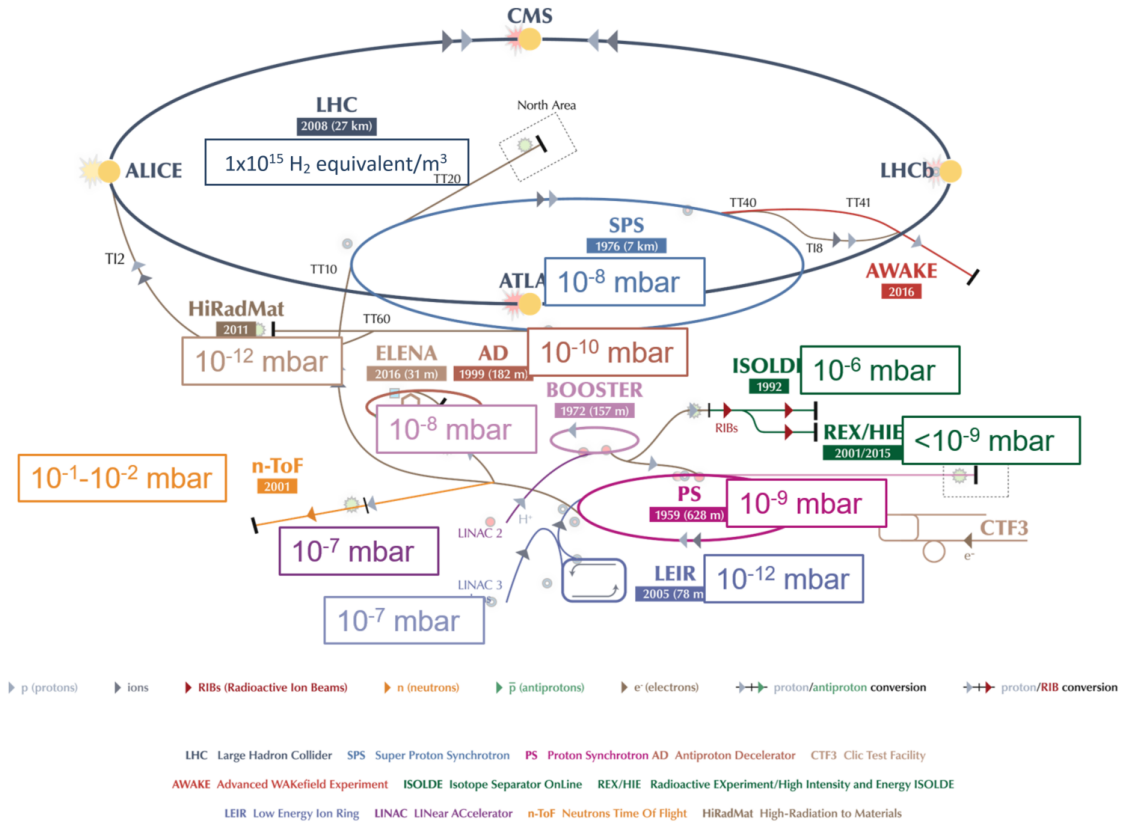 CMS
LHC
2008 (27 km)
North Area
1x10¹⁵ H₂ equivalent/m³
ALICE
TT20
LHCb
TT40
TT41
SPS
1976 (7 km)
TI8
TI2
TT10
10⁻⁸ mbar
AWAKE
2016
ATLA
HiRadMat
2011
TT60
10⁻¹² mbar
ELENA
2016 (31 m)
AD
1999 (182 m)
10⁻¹⁰ mbar
ISOLDE
1992
10⁻⁶ mbar
BOOSTER
1972 (157 m)
10⁻⁸ mbar
RIBs
REX/HIE
2001/2015
<10⁻⁹ mbar
10⁻¹-10⁻² mbar
n-ToF
2001
PS
1959 (628 m)
10⁻⁹ mbar
LINAC 2
H⁺
CTF3
e⁻
10⁻⁷ mbar
LEIR
2005 (78 m
10⁻¹² mbar
LINAC 3
10⁻⁷ mbar
p (protons)
ions
RIBs (Radioactive Ion Beams)
n (neutrons)
p̅ (antiprotons)
e⁻ (electrons)
proton/antiproton conversion
proton/RIB conversion
LHC Large Hadron Collider SPS Super Proton Synchrotron PS Proton Synchrotron AD Antiproton Decelerator CTF3 Clic Test Facility
AWAKE Advanced WAKefield Experiment ISOLDE Isotope Separator OnLine REX/HIE Radioactive EXperiment/High Intensity and Energy ISOLDE
LEIR Low Energy Ion Ring LINAC LINear ACcelerator n-ToF Neutrons Time Of Flight HiRadMat High-Radiation to Materials